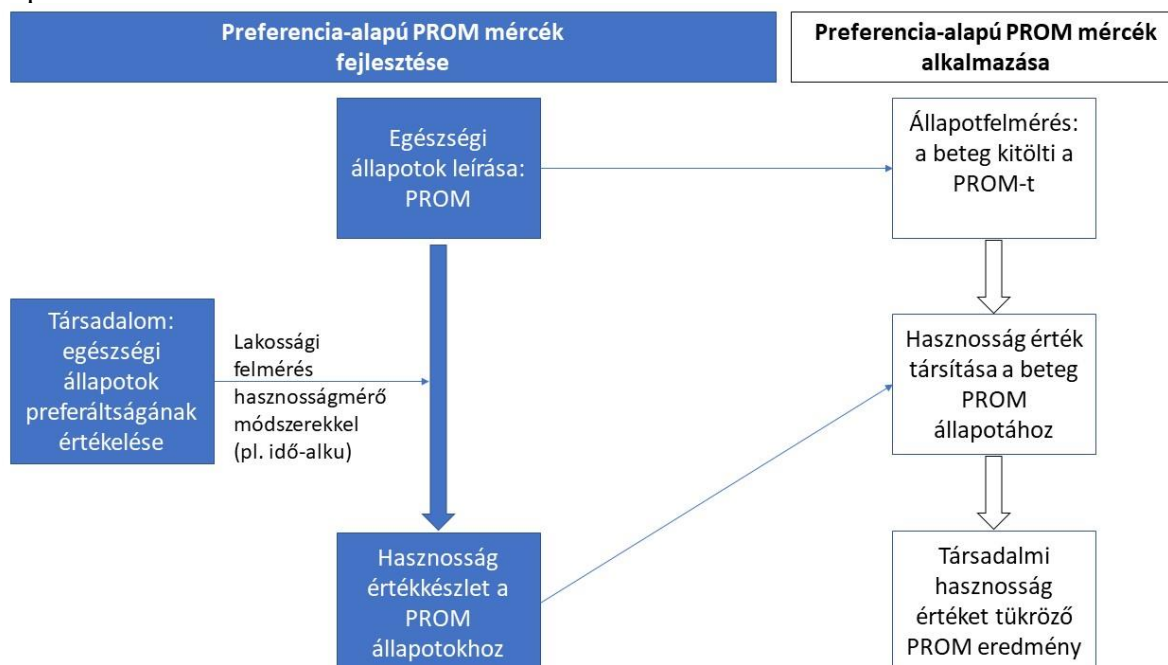 Preferencia-alapú PROM mércék
fejlesztése
Preferencia-alapú PROM mércék
alkalmazása
Egészségi
állapotok leírása:
PROM
Állapotfelmérés:
a beteg kitölti a
PROM-t
Társadalom:
egészségi
állapotok
preferáltságának
értékelése
Lakossági
felmérés
hasznosságmérő
módszerekkel
(pl. idő-alku)
Hasznosság érték
társítása a beteg
PROM
állapotához
Hasznosság
értékkészlet a
PROM
állapotokhoz
Társadalmi
hasznosság
értéket tükröző
PROM eredmény